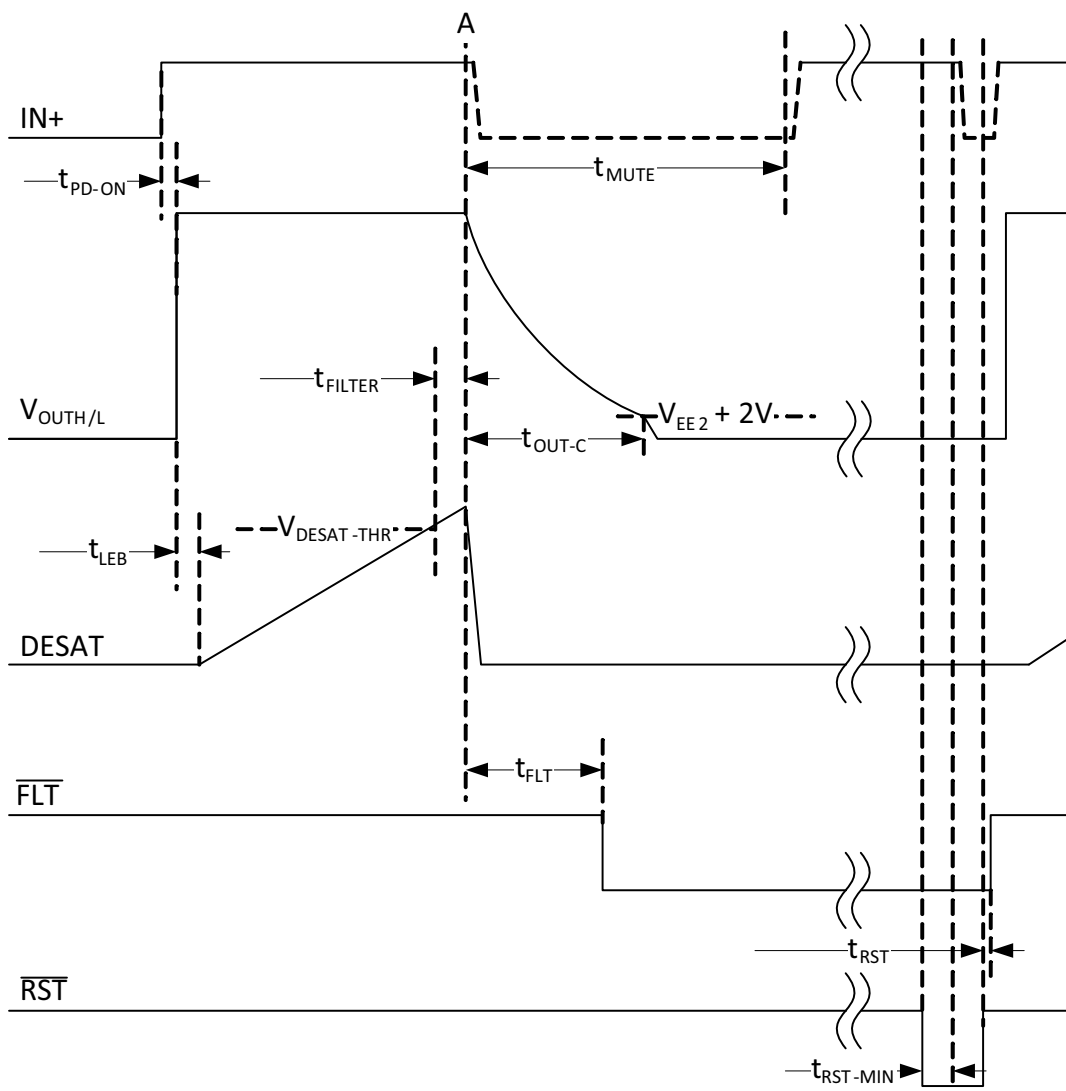 A
IN+
tPD-ON
tMUTE
tFILTER
VOUTH/L
VEE2 + 2V
tOUT-C
VDESAT-THR
tLEB
DESAT
tFLT
FLT
tRST
RST
tRST-MIN